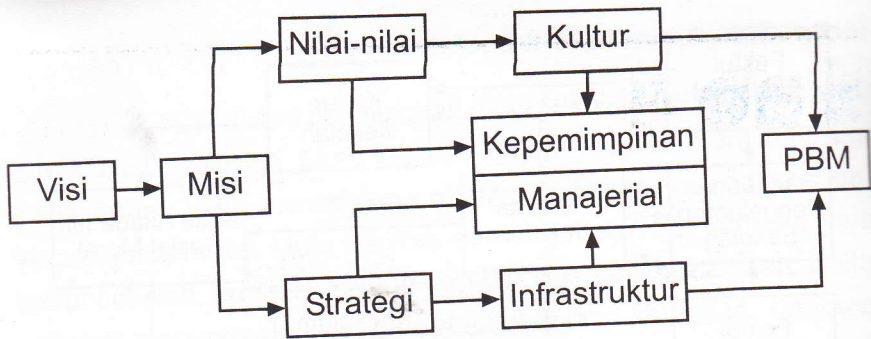 Nilai-nilai
Kultur
Kepemimpinan
Manajerial
PBM
Visi
Misi
Strategi
Infrastruktur